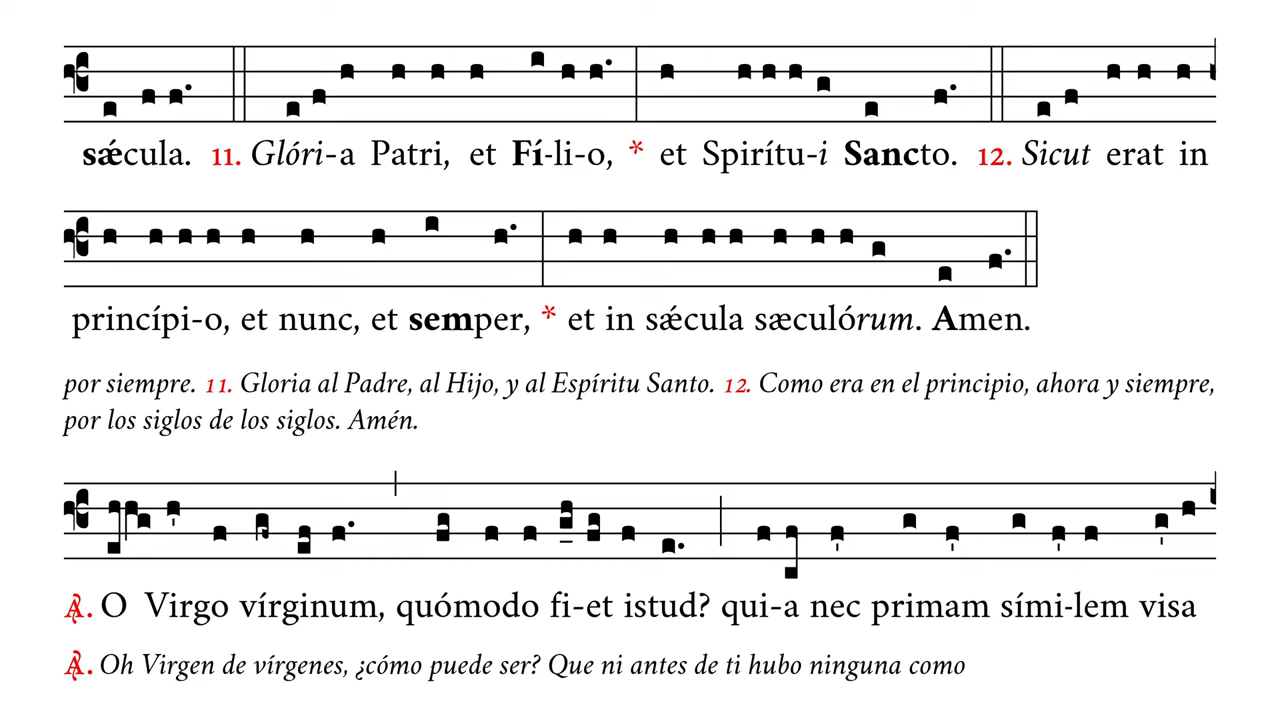 sǽcula. 11. Glóri-a Patri, et Fí-li-o, * et Spirítu-i Sancto. 12. Sicut erat in
princípi-o, et nunc, et semper, * et in sǽcula sæculórum. Amen.
por siempre. 11. Gloria al Padre, al Hijo, y al Espíritu Santo. 12. Como era en el principio, ahora y siempre,
por los siglos de los siglos. Amén.
A. O Virgo vírginum, quómodo fi-et istud? qui-a nec primam sími-lem visa
A. Oh Virgen de vírgenes, ¿cómo puede ser? Que ni antes de ti hubo ninguna como